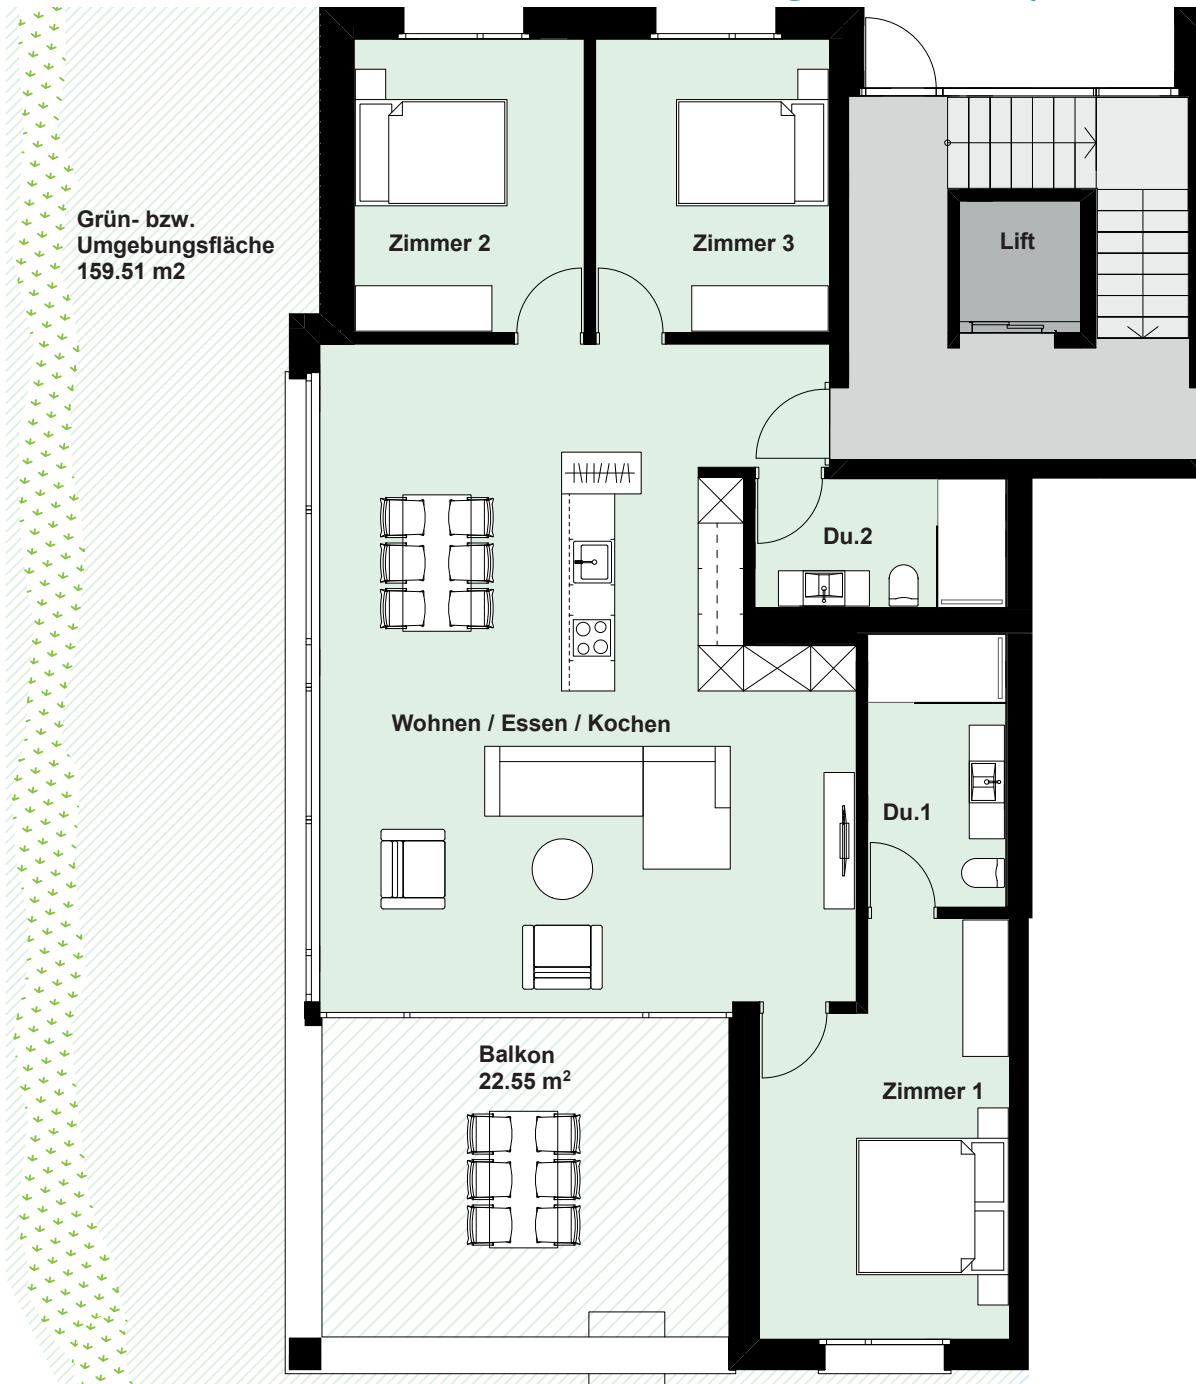 Grün- bzw.
Umgebungsfläche
159.51 m2
Zimmer 2
Zimmer 3
Lift
Du.2
Wohnen / Essen / Kochen
Du.1
Balkon
22.55 m²
Zimmer 1